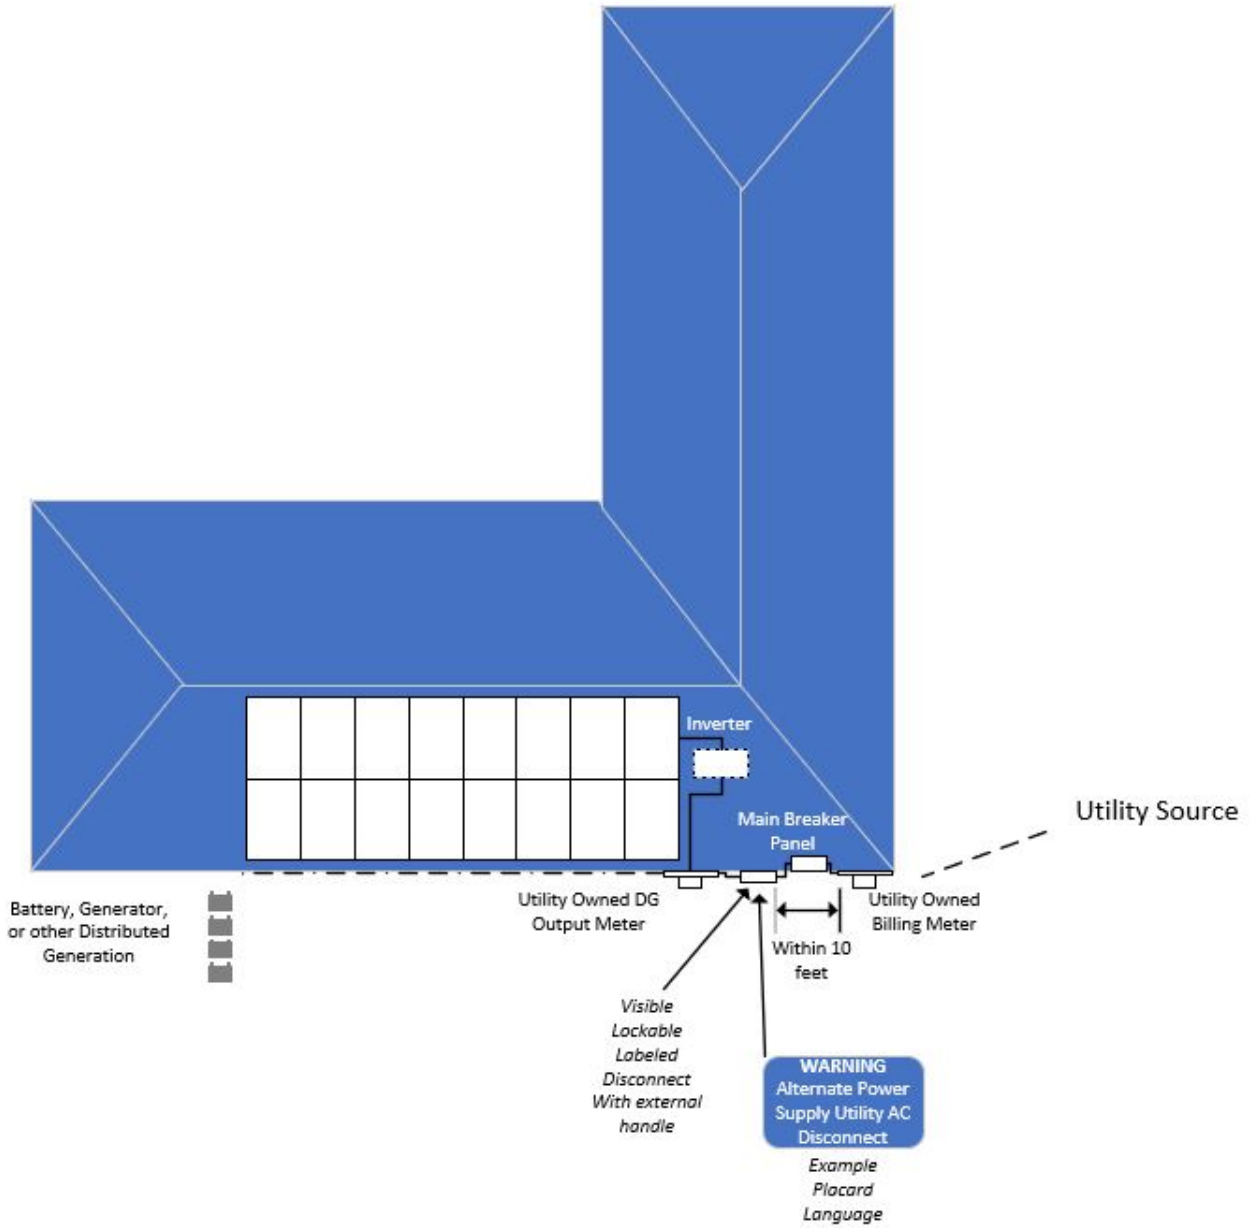 Inverter
Utility Source
Main Breaker
Panel
Battery, Generator,
or other Distributed
Generation
Utility Owned DG
Output Meter
Utility Owned
Billing Meter
Within 10
feet
Visible
Lockable
Labeled
Disconnect
With external
handle
WARNING
Alternate Power
Supply Utility AC
Disconnect
Example
Placard
Language